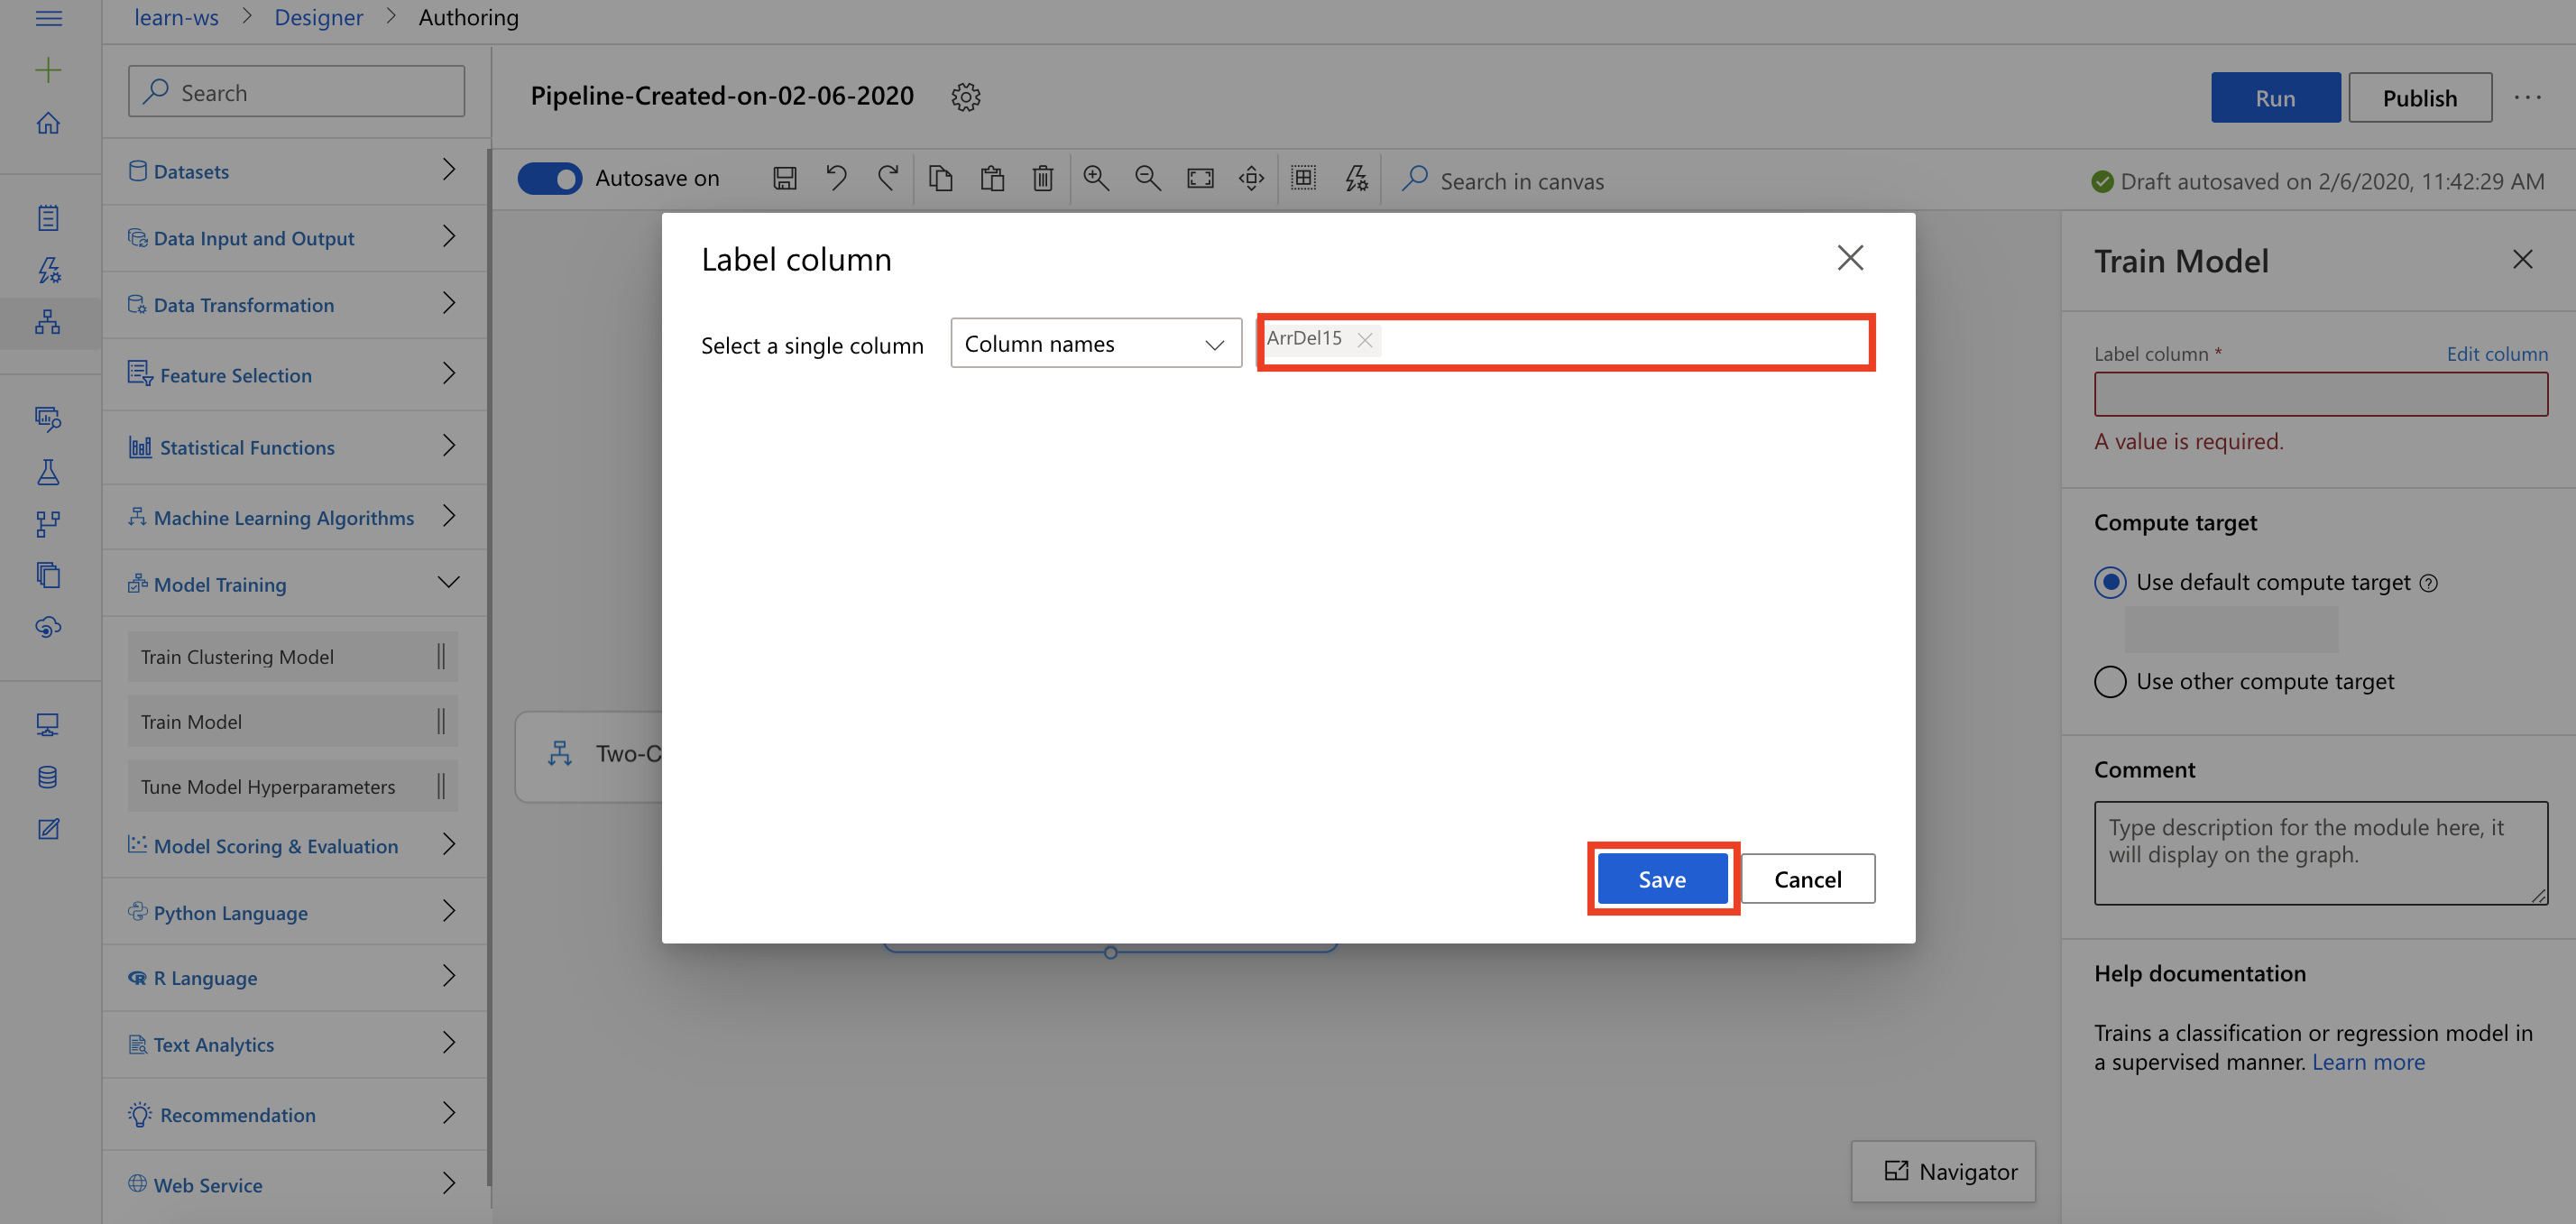 learn-ws > Designer > Authoring
Search
Pipeline-Created-on-02-06-2020
Run
Publish
Autosave on
Search in canvas
Draft autosaved on 2/6/2020, 11:42:29 AM
Datasets
Data Input and Output
Data Transformation
Feature Selection
Statistical Functions
Machine Learning Algorithms
Model Training
Train Clustering Model
Train Model
Tune Model Hyperparameters
Model Scoring & Evaluation
Python Language
R Language
Text Analytics
Recommendation
Web Service
Two-C
Label column
Select a single column
Column names
ArrDel15
Save
Cancel
Navigator
Train Model
Label column *
Edit column
A value is required.
Compute target
Use default compute target
Use other compute target
Comment
Type description for the module here, it
will display on the graph.
Help documentation
Trains a classification or regression model in
a supervised manner. Learn more